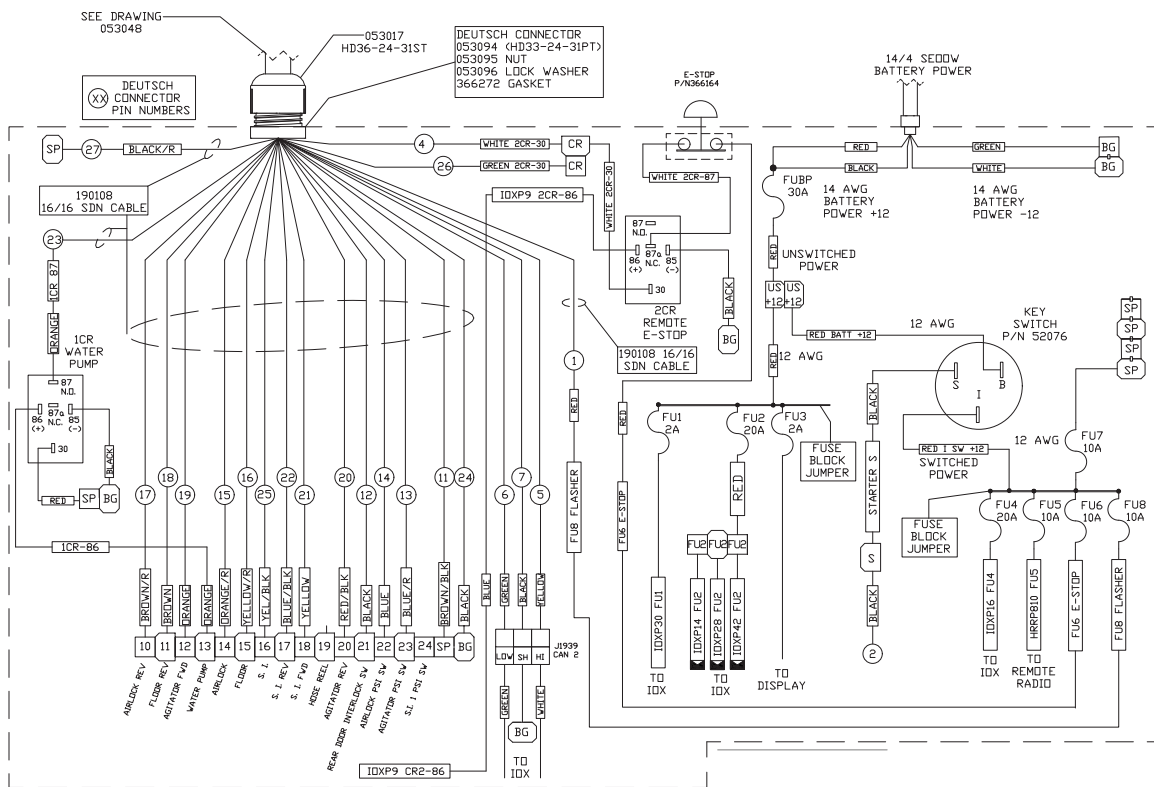 SEE DRAWING
053048
053017
HD36-24-31ST
DEUTSCH CONNECTOR
053094 (HD33-24-31PT)
053095 NUT
053096 LOCK WASHER
366272 GASKET
XX
DEUTSCH
CONNECTOR
PIN NUMBERS
E-STOP
P/N366164
14/4 SEOOW
BATTERY POWER
SP
27
BLACK/R
4
WHITE 2CR-30
CR
26
GREEN 2CR-30
CR
190108
16/16 SDN CABLE
23
IOXP9 2CR-86
WHITE 2CR-30
WHITE 2CR-87
RED
BLACK
GREEN
WHITE
BG
BG
FUBP
30A
14 AWG
BATTERY
POWER +12
14 AWG
BATTERY
POWER -12
87
N.O.
86
(+)
87a
N.C.
85
(-)
30
2CR
REMOTE
E-STOP
BLACK
BG
RED
UNSWITCHED
POWER
US
+12
US
+12
RED BATT +12
12 AWG
KEY
SWITCH
P/N 52076
S
B
I
SP
SP
SP
SP
1CR 87
ORANGE
1CR
WATER
PUMP
87
N.O.
86
(+)
87a
N.C.
85
(-)
30
BLACK
RED
SP
BG
1CR-86
190108 16/16
SDN CABLE
1
RED
FU8 FLASHER
RED
FU6 E-STOP
RED
12 AWG
FU1
2A
FU2
20A
FU3
2A
FUSE
BLOCK
JUMPER
RED
FU2
FU2
FU2
IOXP30 FU1
IOXP14 FU2
IOXP28 FU2
IOXP42 FU2
TO
IOX
TO
IOX
TO
DISPLAY
BLACK
STARTER S
S
BLACK
2
RED I SW +12
SWITCHED
POWER
12 AWG
FU7
10A
FUSE
BLOCK
JUMPER
FU4
20A
FU5
10A
FU6
10A
FU8
10A
IOXP16 FU4
HRRP810 FU5
FU6 E-STOP
FU8 FLASHER
TO
IOX
TO
REMOTE
RADIO
17
18
19
15
16
25
22
21
20
12
14
13
11
24
6
7
5
BROWN/R
BROWN
ORANGE
ORANGE
ORANGE/R
YELLOW/R
YEL/BLK
BLUE/BLK
YELLOW
RED/BLK
BLACK
BLUE
BLUE/R
BROWN/BLK
BLACK
BLUE
GREEN
BLACK
YELLOW
10
11
12
13
14
15
16
17
18
19
20
21
22
23
24
SP
BG
LOW
SH
HI
J1939
CAN 2
AIRLOCK REV
FLOOR REV
AGITATOR FWD
WATER PUMP
AIRLOCK
FLOOR
S. I.
S. I. REV
S. I. FWD
HOSE REEL
AGITATOR REV
REAR DOOR INTERLOCK SW
AIRLOCK PSI SW
AGITATOR PSI SW
S.I. 1 PSI SW
GREEN
WHITE
BG
TO
IOX
IOXP9 CR2-86